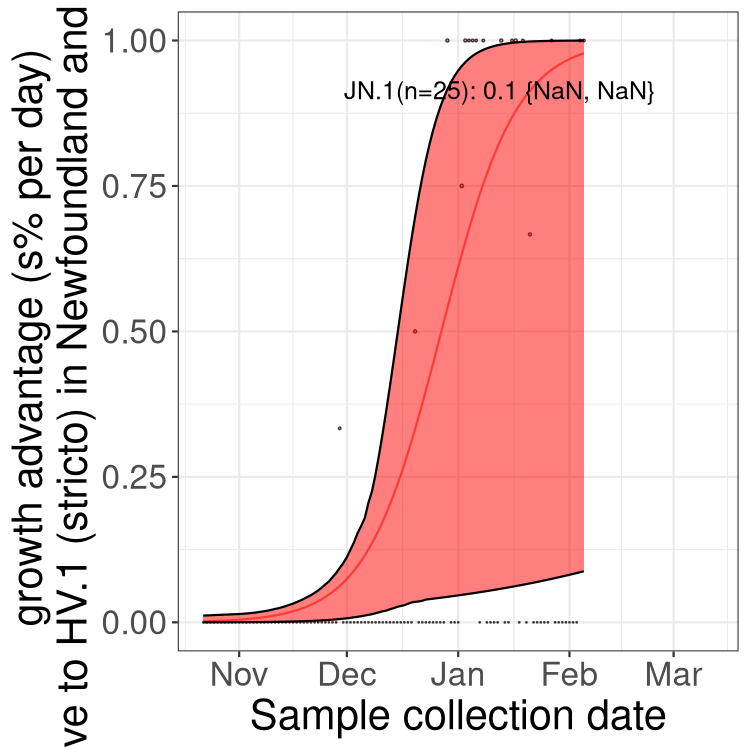 growth advantage (s% per day)
ve to HV.1 (stricto) in Newfoundland and
1.00
0.75
0.50
0.25
0.00
JN.1(n=25): 0.1 {NaN, NaN}
Nov Dec Jan Feb Mar
Sample collection date